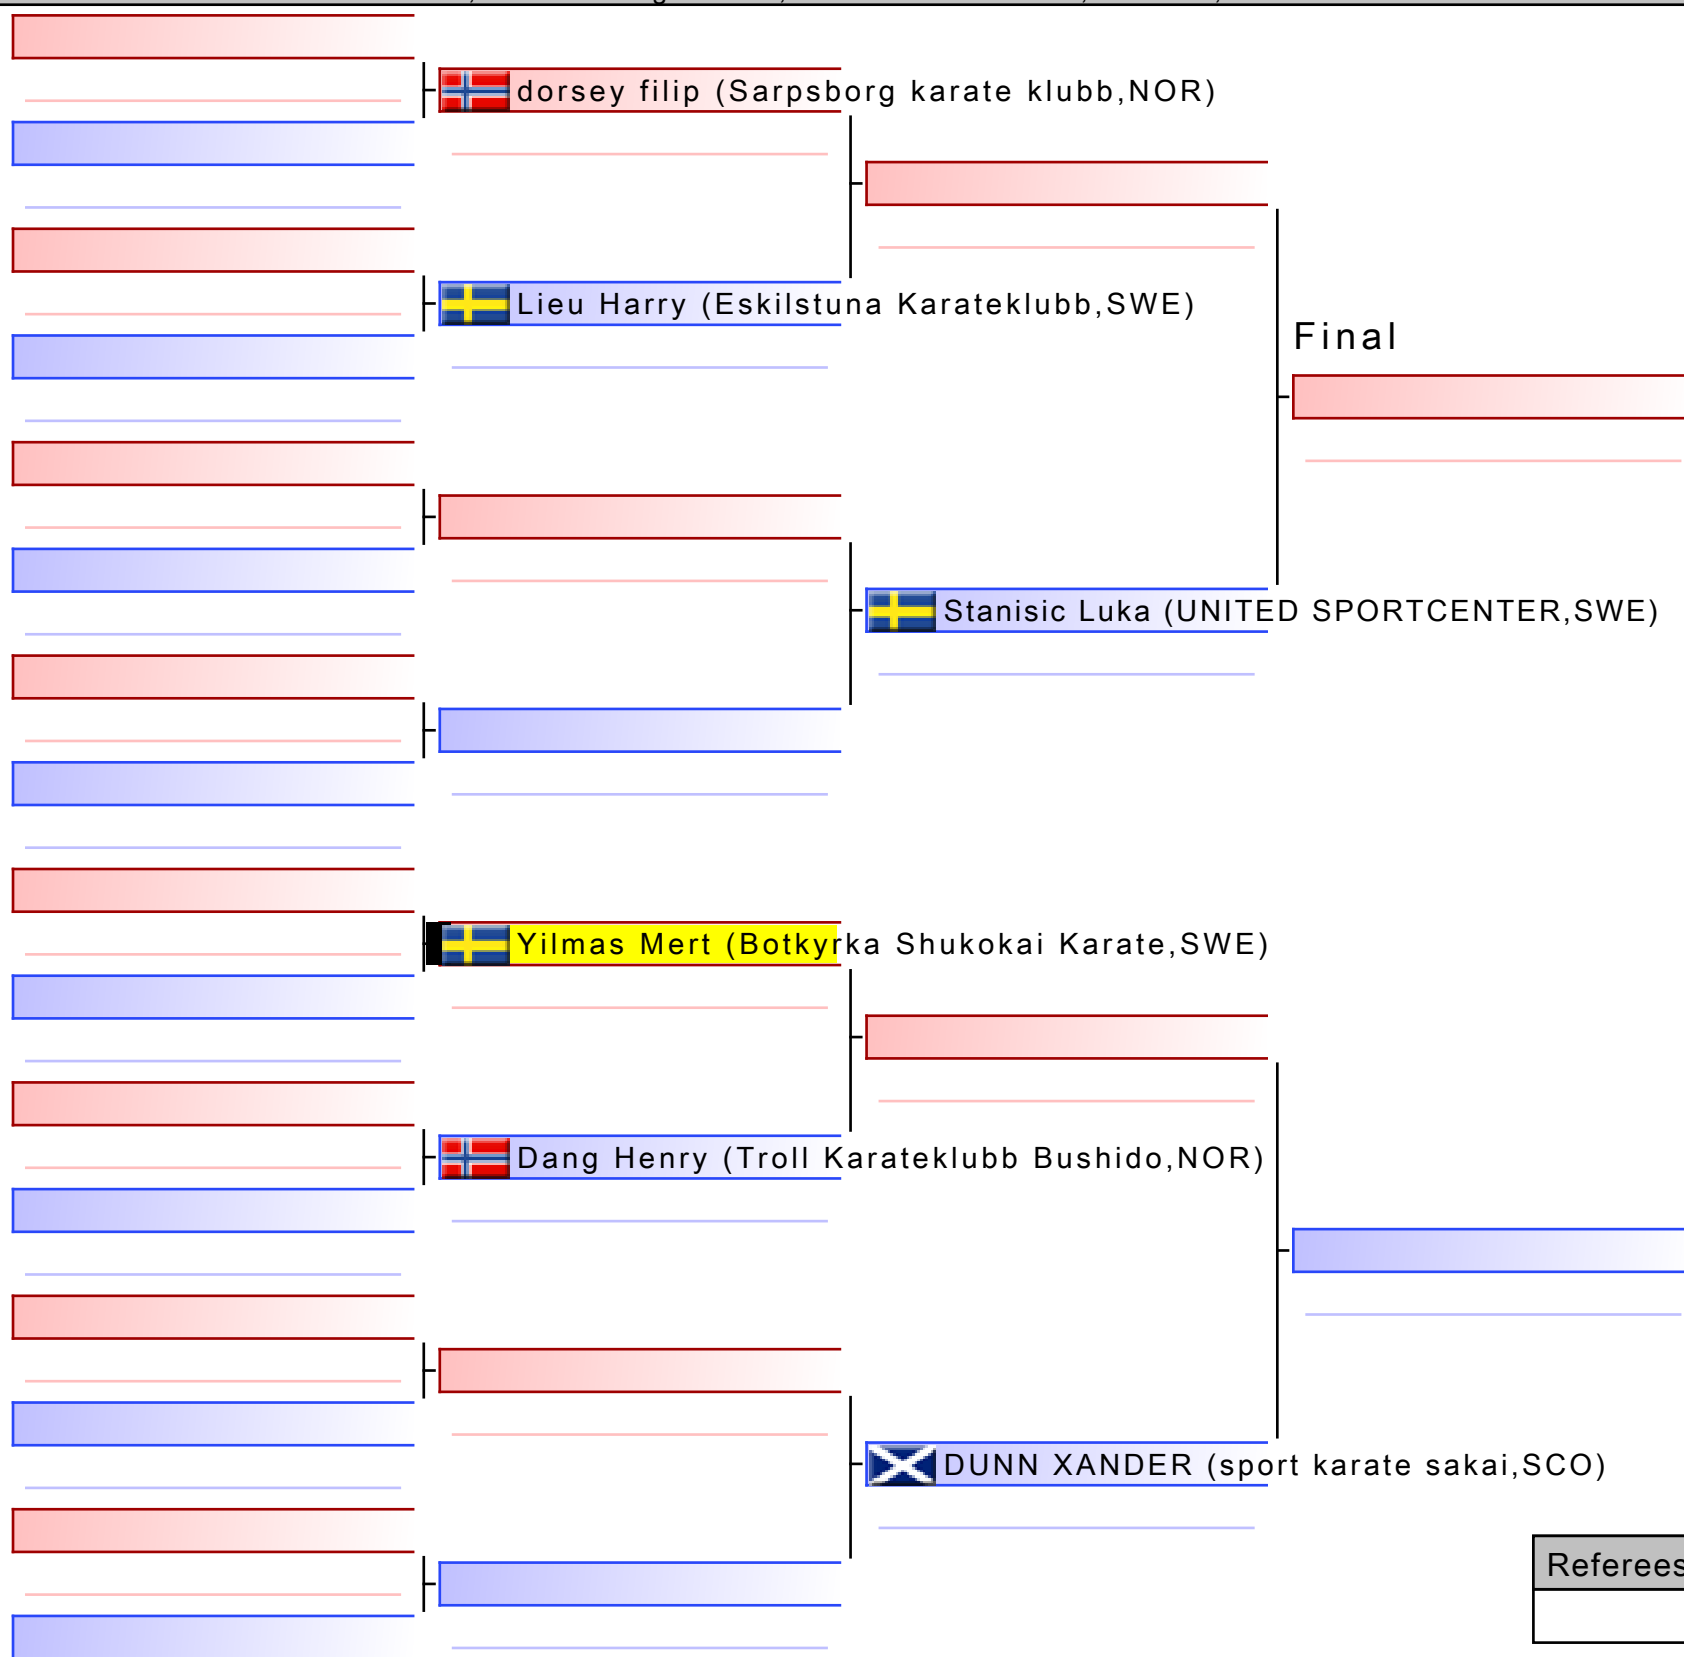 dorsey filip (Sarpsborg karate klubb,NOR)
Lieu Harry (Eskilstuna Karateklubb,SWE)
Final
Stanisic Luka (UNITED SPORTCENTER,SWE)
Yilmas Mert (Botkyrka Shukokai Karate,SWE)
Dang Henry (Troll Karateklubb Bushido,NOR)
DUNN XANDER (sport karate sakai,SCO)
Referees